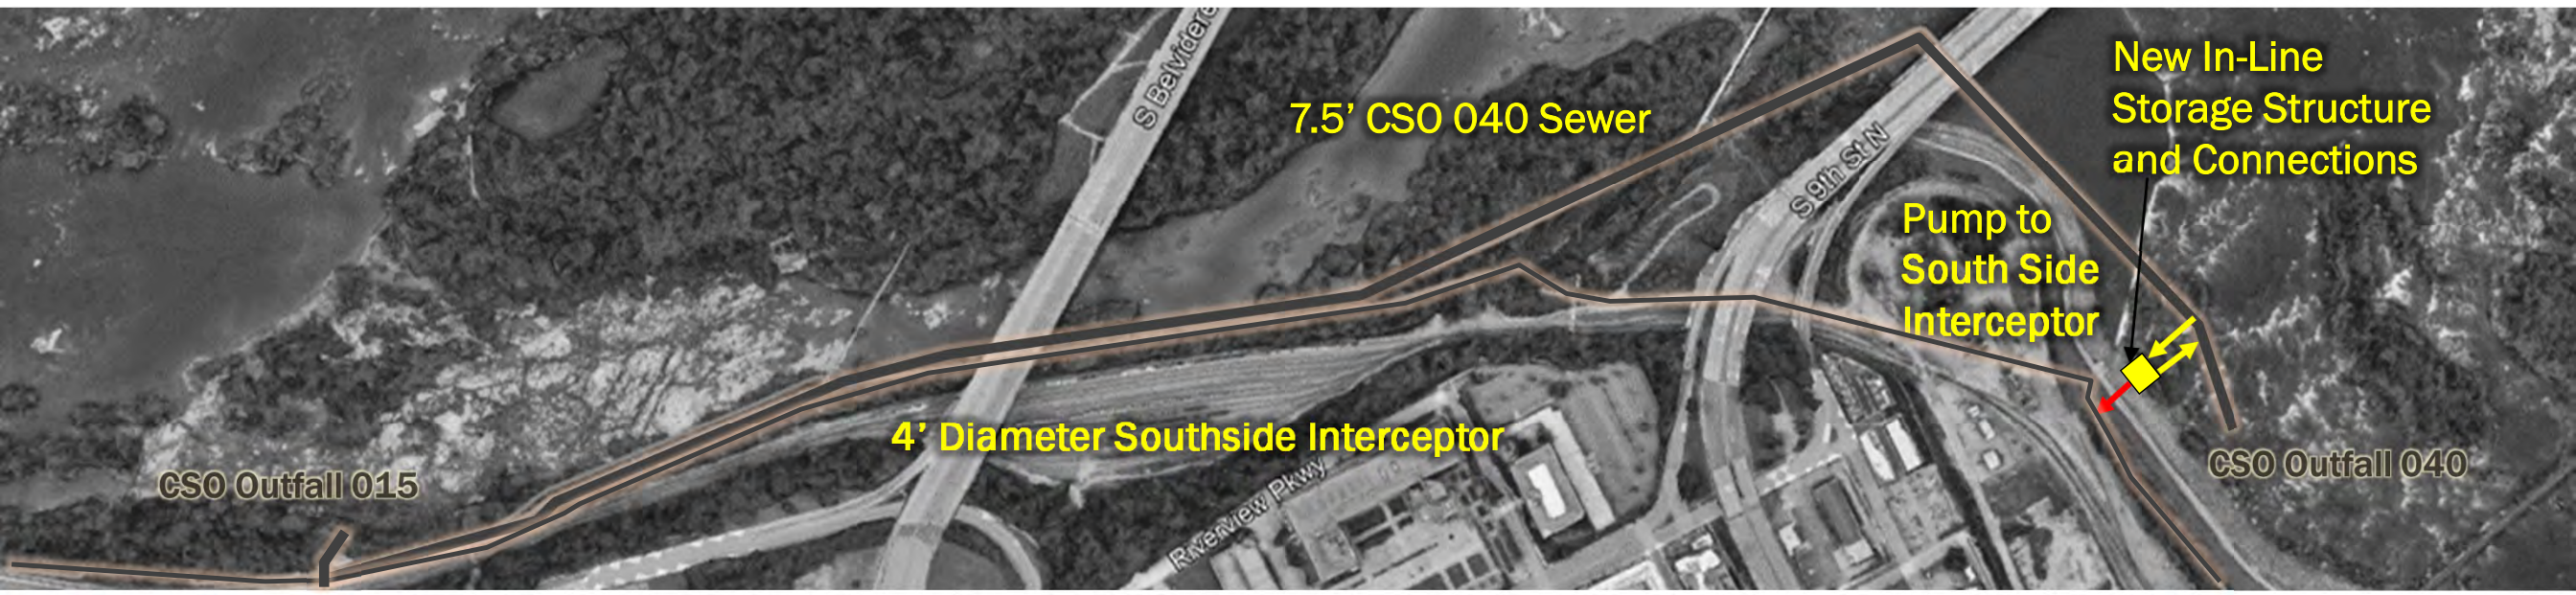 S Belvidere
7.5’ CSO 040 Sewer
New In-Line
Storage Structure
and Connections
S 9th St N
Pump to
South Side
Interceptor
4’ Diameter Southside Interceptor
CSO Outfall 015
CSO Outfall 040
Riverview Pkwy